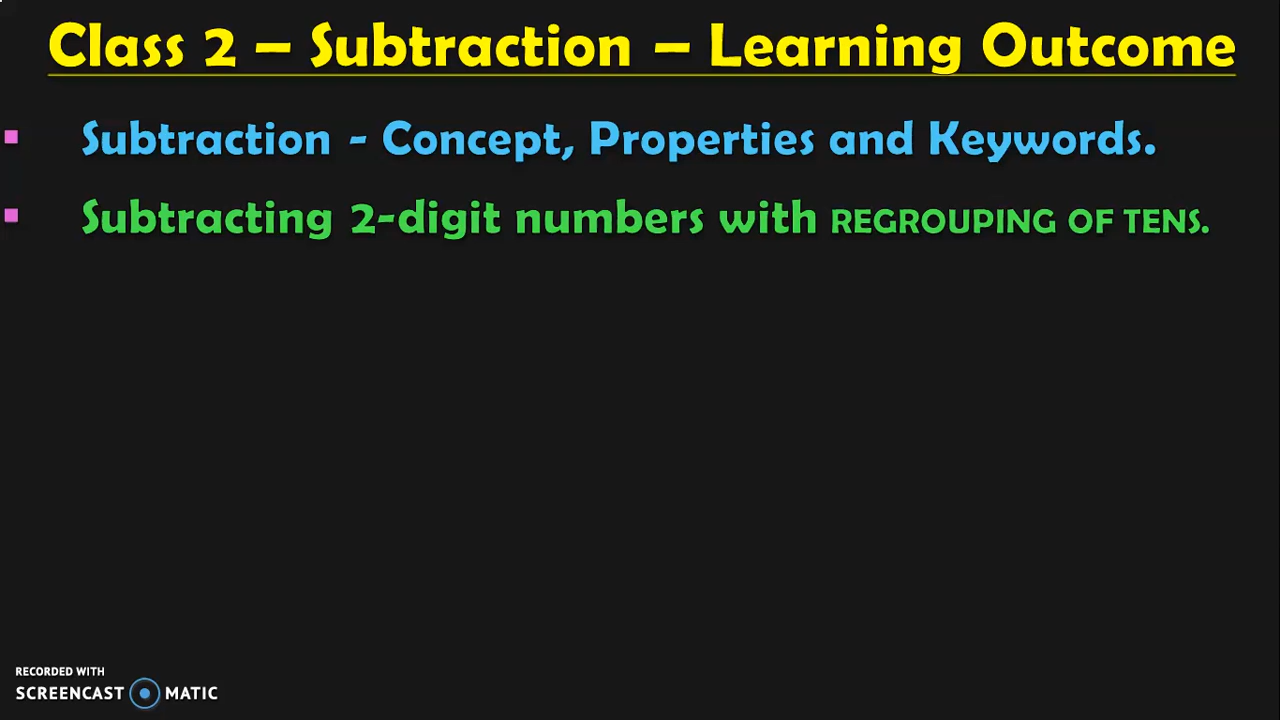 Class 2 – Subtraction – Learning Outcome
▪ Subtraction - Concept, Properties and Keywords.
▪ Subtracting 2-digit numbers with REGROUPING OF TENS.
RECORDED WITH
SCREENCAST MATIC